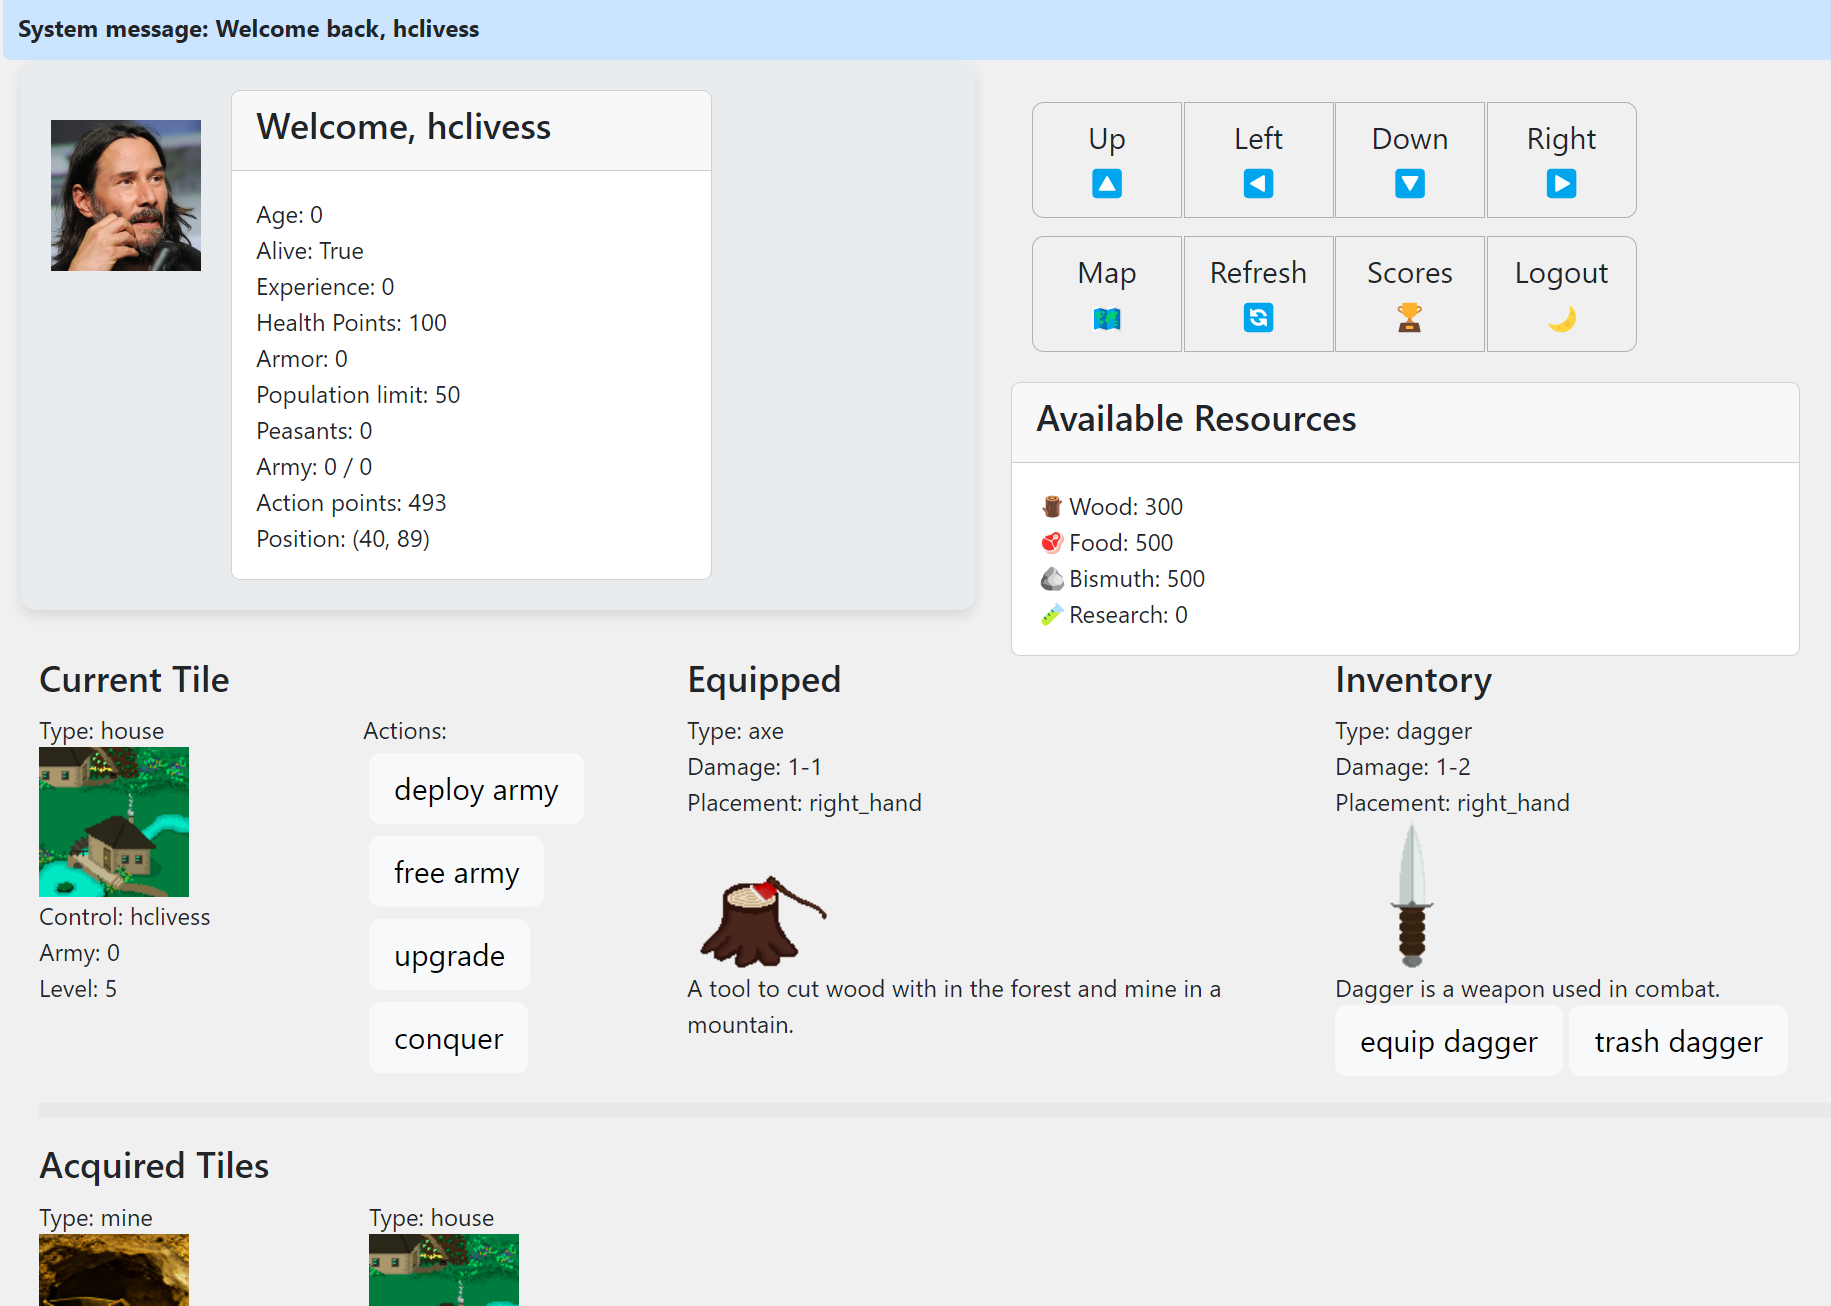 System message: Welcome back, hclivess
Welcome, hclivess
Age: 0
Alive: True
Experience: 0
Health Points: 100
Armor: 0
Population limit: 50
Peasants: 0
Army: 0 / 0
Action points: 493
Position: (40, 89)
Up
Left
Down
Right
Map
Refresh
Scores
Logout
Available Resources
Wood: 300
Food: 500
Bismuth: 500
Research: 0
Current Tile
Type: house
Control: hclivess
Army: 0
Level: 5
Actions:
deploy army
free army
upgrade
conquer
Equipped
Type: axe
Damage: 1-1
Placement: right_hand
A tool to cut wood with in the forest and mine in a
mountain.
Inventory
Type: dagger
Damage: 1-2
Placement: right_hand
Dagger is a weapon used in combat.
equip dagger
trash dagger
Acquired Tiles
Type: mine
Type: house